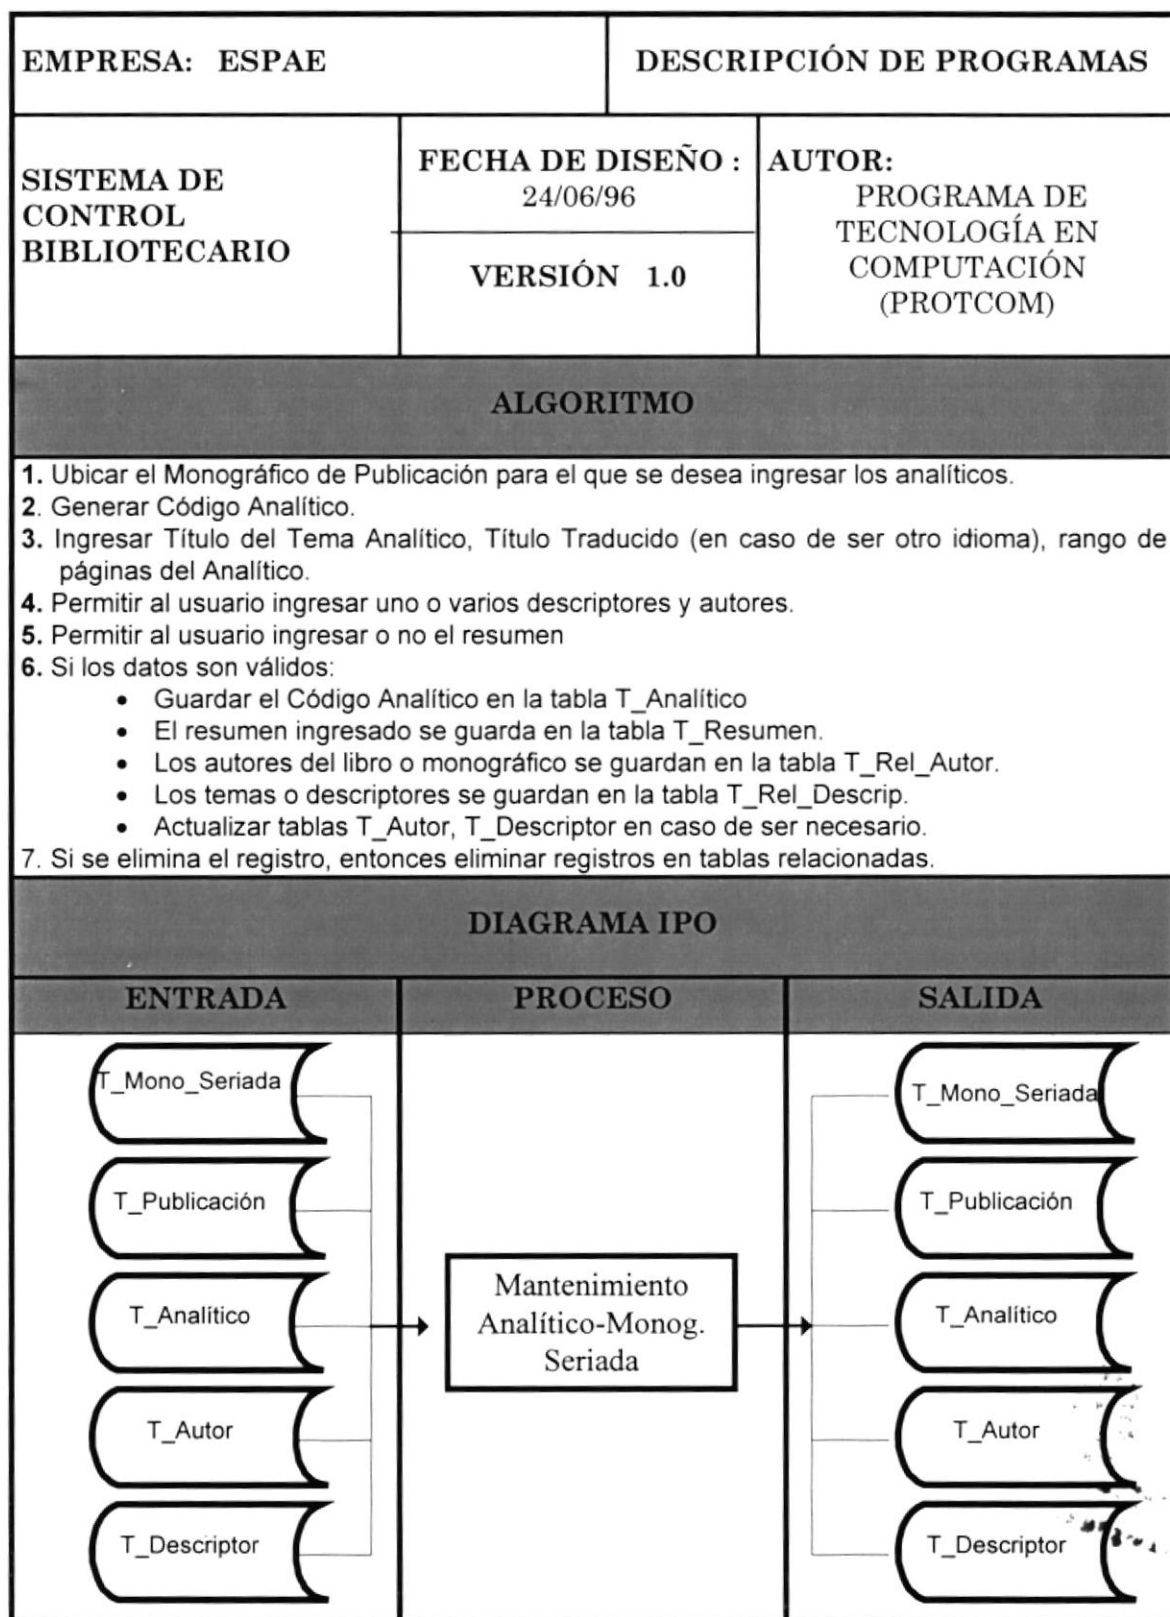 EMPRESA: ESPAE
DESCRIPCIÓN DE PROGRAMAS
SISTEMA DE
CONTROL
BIBLIOTECARIO
FECHA DE DISEÑO :
24/06/96
VERSIÓN 1.0
AUTOR:
PROGRAMA DE
TECNOLOGÍA EN
COMPUTACIÓN
(PROTCOM)
ALGORITMO
1. Ubicar el Monográfico de Publicación para el que se desea ingresar los analíticos.
2. Generar Código Analítico.
3. Ingresar Título del Tema Analítico, Título Traducido (en caso de ser otro idioma), rango de
páginas del Analítico.
4. Permitir al usuario ingresar uno o varios descriptores y autores.
5. Permitir al usuario ingresar o no el resumen
6. Si los datos son válidos:
• Guardar el Código Analítico en la tabla T_Analítico
• El resumen ingresado se guarda en la tabla T_Resumen.
• Los autores del libro o monográfico se guardan en la tabla T_Rel_Autor.
• Los temas o descriptores se guardan en la tabla T_Rel_Descrip.
• Actualizar tablas T_Autor, T_Descriptor en caso de ser necesario.
7. Si se elimina el registro, entonces eliminar registros en tablas relacionadas.
DIAGRAMA IPO
ENTRADA
PROCESO
SALIDA
T_Mono_Seriada
T_Publicación
T_Analítico
T_Autor
T_Descriptor
Mantenimiento
Analítico-Monog.
Seriada
T_Mono_Seriada
T_Publicación
T_Analítico
T_Autor
T_Descriptor